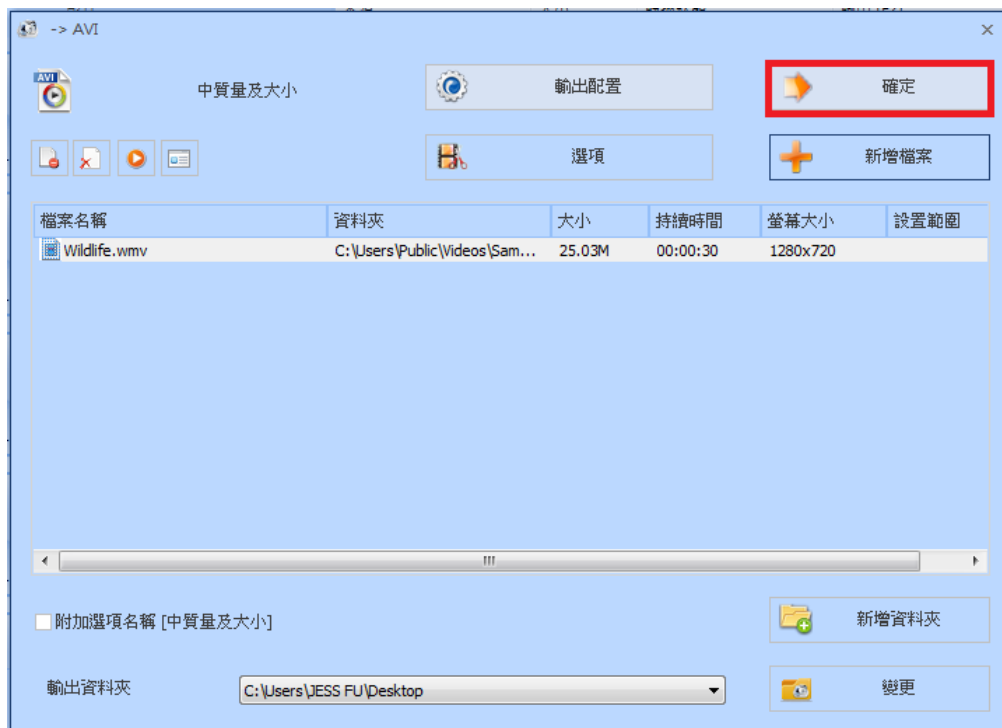 -> AVI
AVI
中質量及大小
輸出配置
確定
選項
新增檔案
檔案名稱 資料夾 大小 持續時間 螢幕大小 設置範圍
Wildlife.wmv C:\Users\Public\Videos\Sam... 25.03M 00:00:30 1280x720
附加選項名稱 [中質量及大小]
新增資料夾
輸出資料夾 C:\Users\JESS FU\Desktop 變更